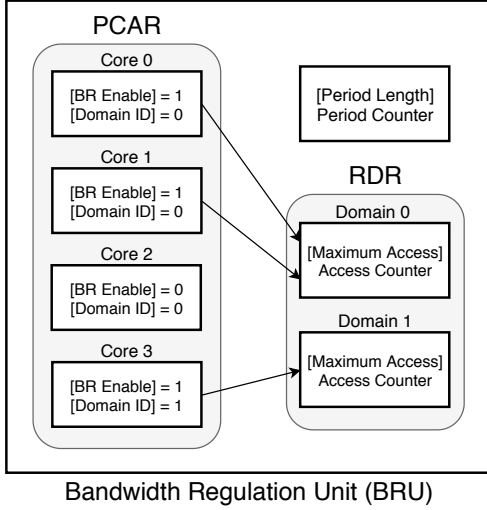 PCAR
Core 0
[BR Enable] = 1
[Domain ID] = 0
Core 1
[BR Enable] = 1
[Domain ID] = 0
Core 2
[BR Enable] = 0
[Domain ID] = 0
Core 3
[BR Enable] = 1
[Domain ID] = 1
[Period Length]
Period Counter
RDR
Domain 0
[Maximum Access]
Access Counter
Domain 1
[Maximum Access]
Access Counter
Bandwidth Regulation Unit (BRU)